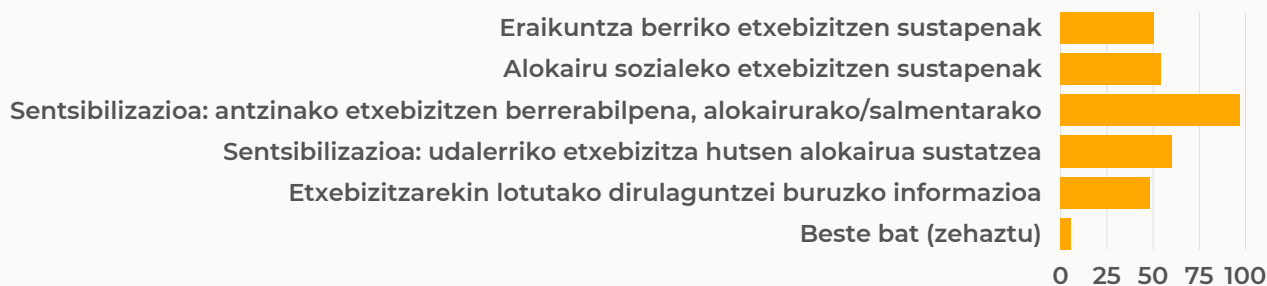 Eraikuntza berriko etxebizitzen sustapenak
Alokairu sozialeko etxebizitzen sustapenak
Sentsibilizazioa: antzinako etxebizitzen berrerabilpena, alokairurako/salmentarako
Sentsibilizazioa: udalerriko etxebizitza hutsen alokairua sustatzea
Etxebizitzarekin lotutako dirulaguntzei buruzko informazioa
Beste bat (zehaztu)
0 25 50 75 100